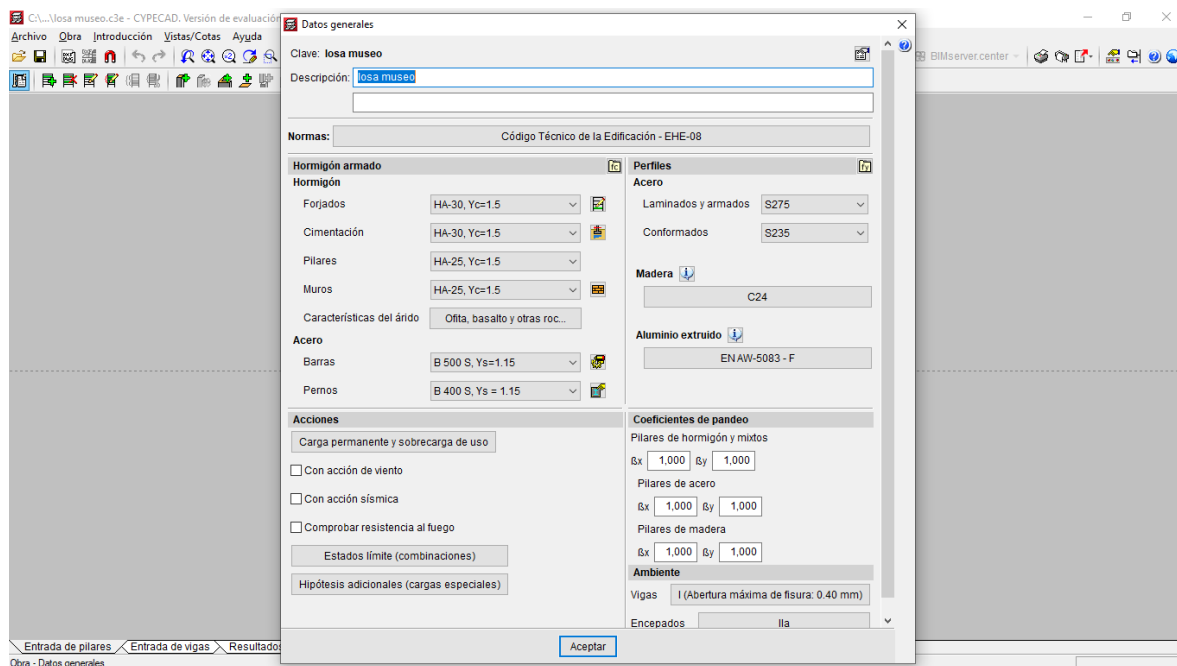 C:\...\losa museo.c3e - CYPECAD. Versión de evaluación
Archivo Obra Introducción Vistas/Cotas Ayuda
BIMserver.center
Datos generales
Clave: losa museo
Descripción: losa museo
Normas: Código Técnico de la Edificación - EHE-08
Hormigón armado
Hormigón
Forjados HA-30, Yc=1.5
Cimentación HA-30, Yc=1.5
Pilares HA-25, Yc=1.5
Muros HA-25, Yc=1.5
Características del árido Ofita, basalto y otras roc...
Acero
Barras B 500 S, Ys=1.15
Pernos B 400 S, Ys = 1.15
Perfiles
Acero
Laminados y armados S275
Conformados S235
Madera
C24
Aluminio extruido
EN AW-5083 - F
Acciones
Carga permanente y sobrecarga de uso
Con acción de viento
Con acción sísmica
Comprobar resistencia al fuego
Estados límite (combinaciones)
Hipótesis adicionales (cargas especiales)
Coeficientes de pandeo
Pilares de hormigón y mixtos
ßx 1,000 ßy 1,000
Pilares de acero
ßx 1,000 ßy 1,000
Pilares de madera
ßx 1,000 ßy 1,000
Ambiente
Vigas I (Abertura máxima de fisura: 0.40 mm)
Encepados IIa
Aceptar
Entrada de pilares Entrada de vigas Resultados
Obra - Datos generales